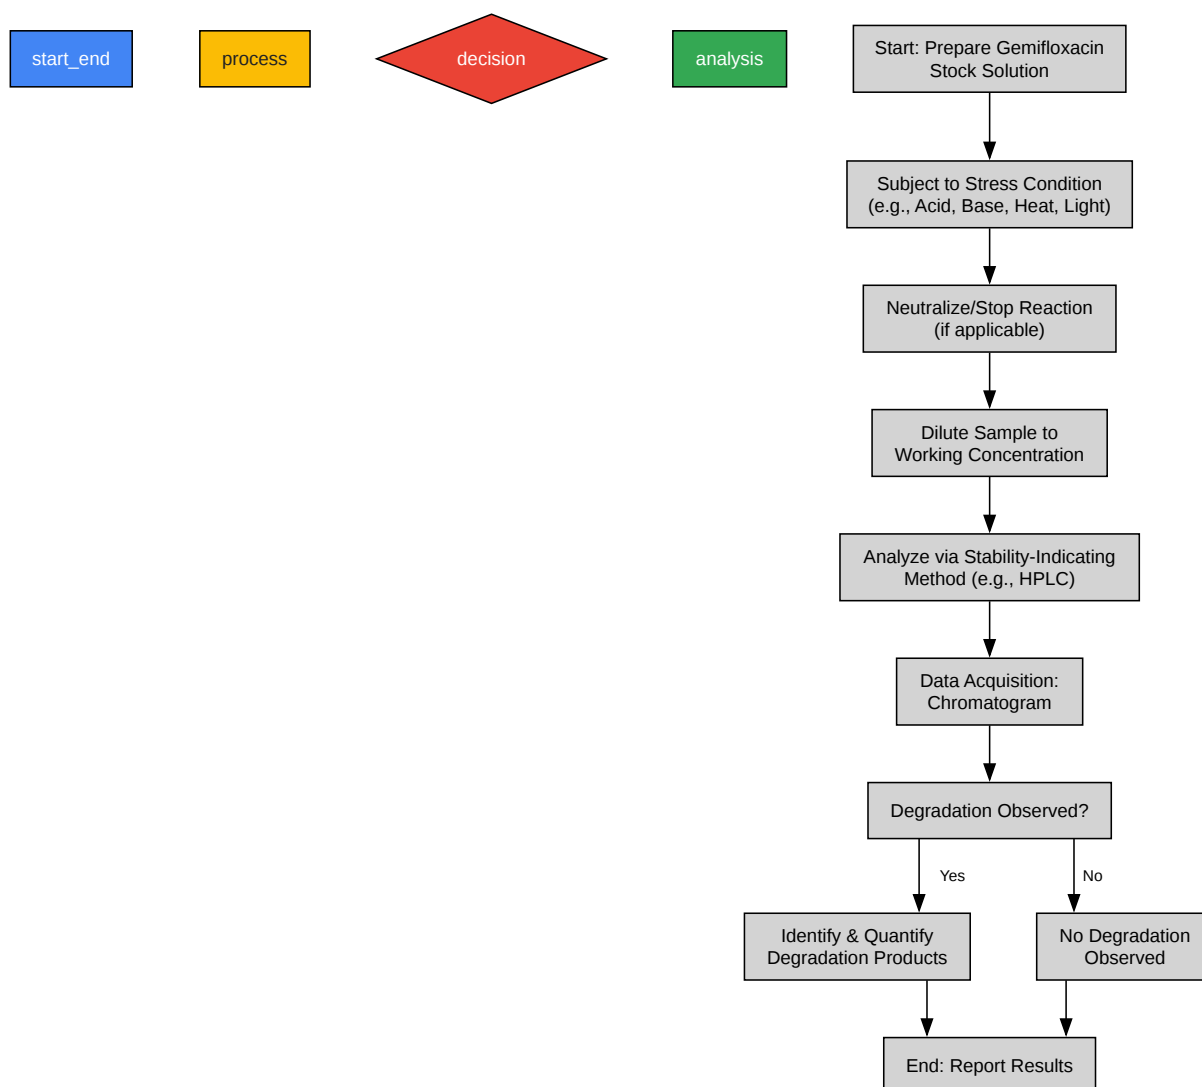 start_end
process
decision
analysis
Start: Prepare Gemifloxacin
Stock Solution
Subject to Stress Condition
(e.g., Acid, Base, Heat, Light)
Neutralize/Stop Reaction
(if applicable)
Dilute Sample to
Working Concentration
Analyze via Stability-Indicating
Method (e.g., HPLC)
Data Acquisition:
Chromatogram
Degradation Observed?
Yes
No
Identify & Quantify
Degradation Products
No Degradation
Observed
End: Report Results